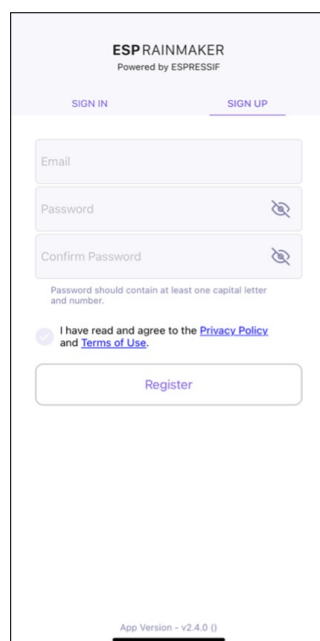 ESP RAINMAKER
Powered by ESPRESSIF
SIGN IN SIGN UP
Email
Password
Confirm Password
Password should contain at least one capital letter
and number.
I have read and agree to the Privacy Policy
and Terms of Use.
Register
App Version - v2.4.0 ()